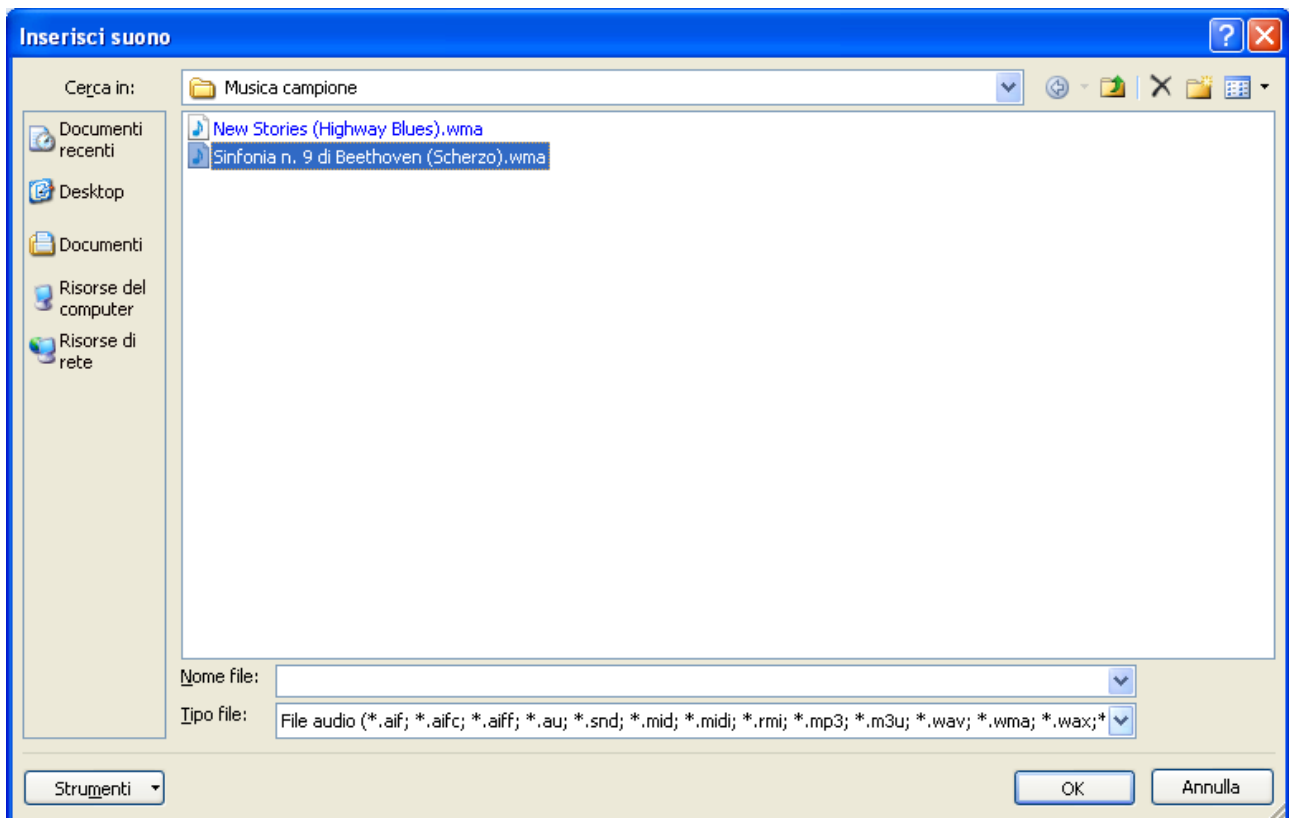 Inserisci suono
Cerca in:
Musica campione
Documenti
recenti
Desktop
Documenti
Risorse del
computer
Risorse di
rete
New Stories (Highway Blues).wma
Sinfonia n. 9 di Beethoven (Scherzo).wma
Nome file:
Tipo file:
File audio (*.aif; *.aifc; *.aiff; *.au; *.snd; *.mid; *.midi; *.rmi; *.mp3; *.m3u; *.wav; *.wma; *.wax;*
Strumenti
OK
Annulla